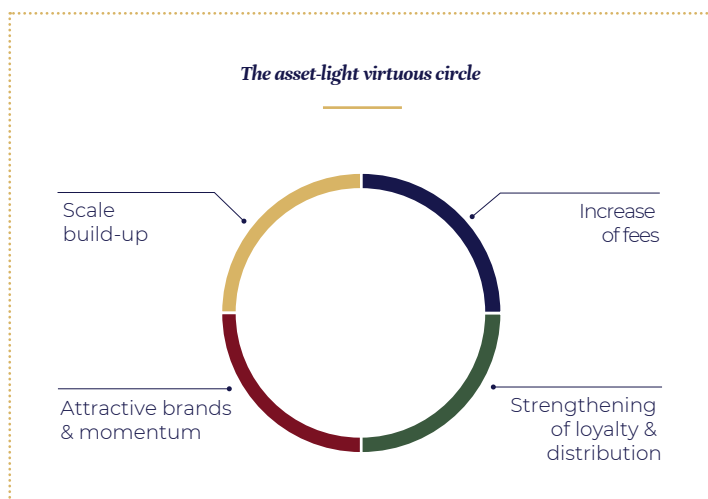 The asset-light virtuous circle
Scale
build-up
Increase
of fees
Attractive brands
& momentum
Strengthening
of loyalty &
distribution